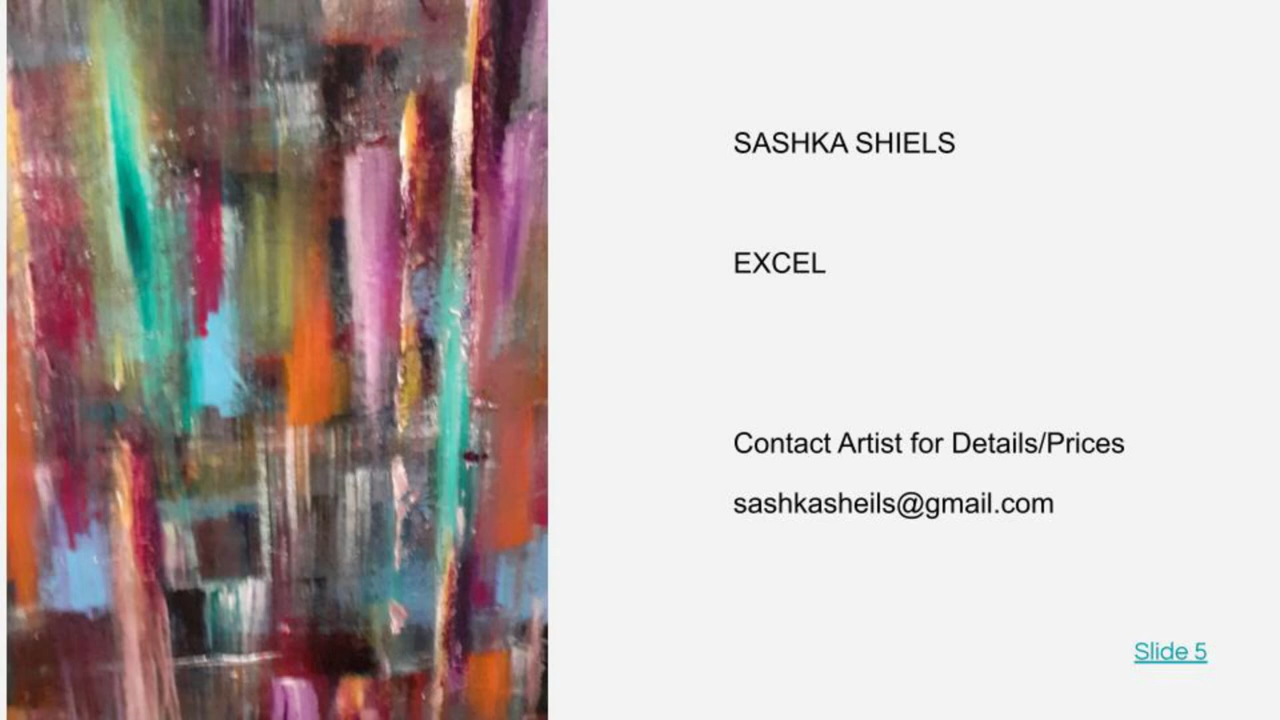 SASHKA SHIELS
EXCEL
Contact Artist for Details/Prices
sashkasheils@gmail.com
Slide 5